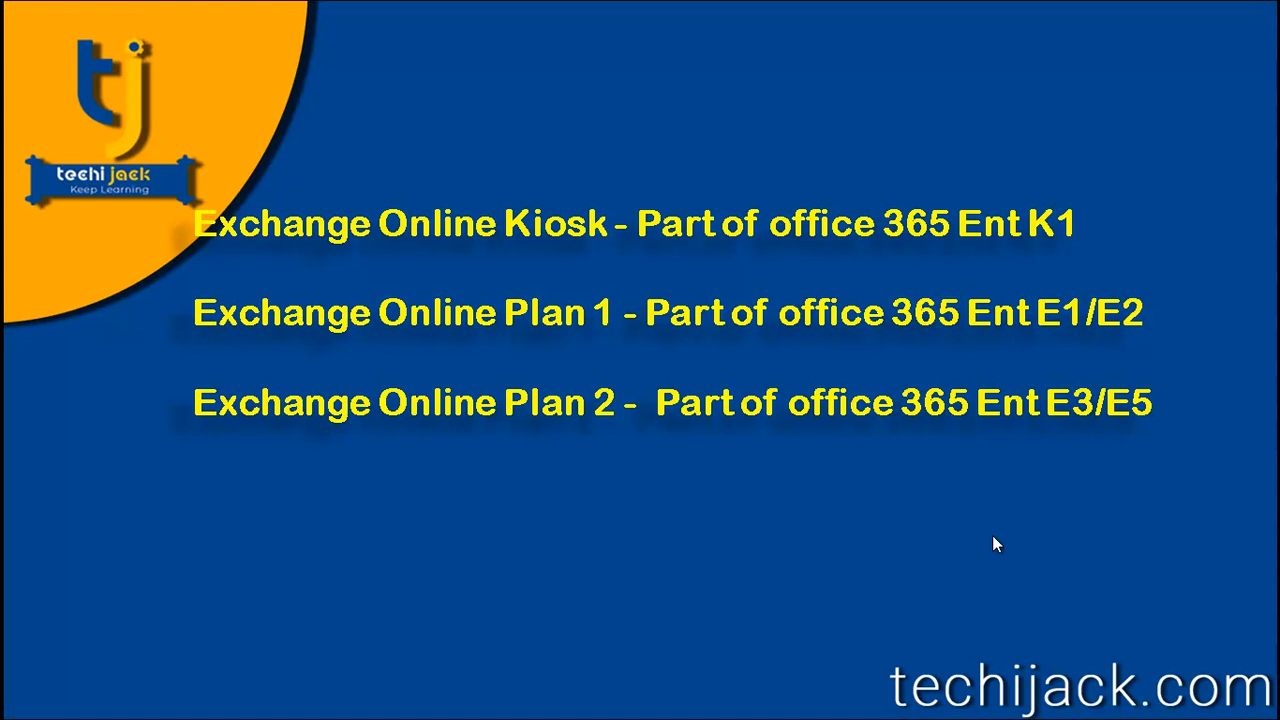 tj
techi jack
Keep Learning
Exchange Online Kiosk - Part of office 365 Ent K1
Exchange Online Plan 1 - Part of office 365 Ent E1/E2
Exchange Online Plan 2 - Part of office 365 Ent E3/E5
techijack.com